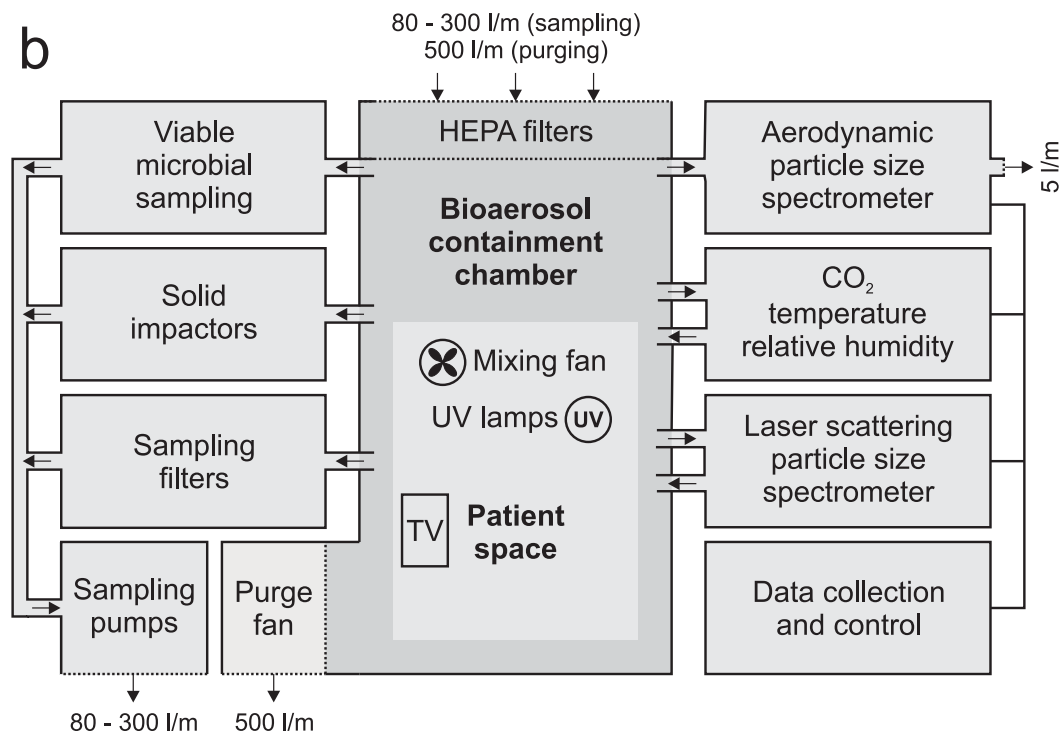 b
80 - 300 l/m (sampling)
500 l/m (purging)
Viable
microbial
sampling
HEPA filters
Aerodynamic
particle size
spectrometer
5 l/m
Bioaerosol
containment
chamber
Solid
impactors
CO₂
temperature
relative humidity
Mixing fan
UV lamps UV
Sampling
filters
Laser scattering
particle size
spectrometer
TV
Patient
space
Sampling
pumps
Purge
fan
Data collection
and control
80 - 300 l/m
500 l/m